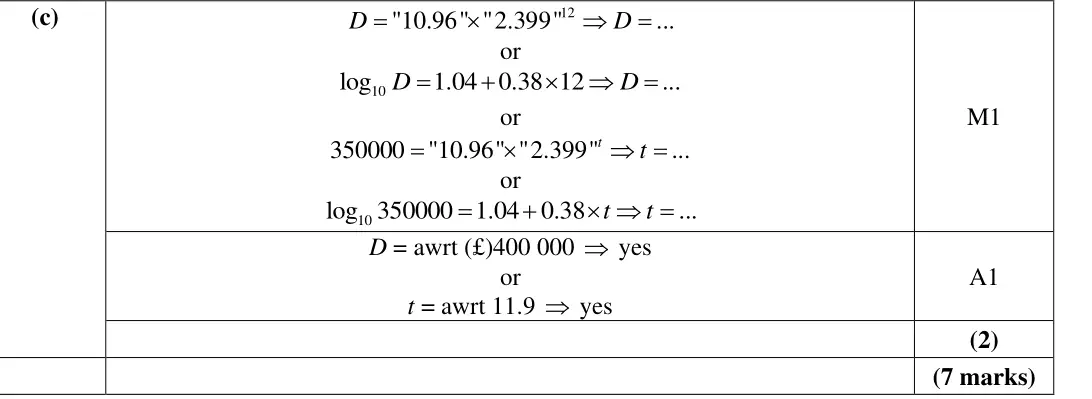 (c)
D = "10.96"× "2.399"¹² ⇒ D = ...
or
log₁₀ D = 1.04 + 0.38×12 ⇒ D = ...
or
350000 = "10.96"× "2.399"ᵗ ⇒ t = ...
or
log₁₀ 350000 = 1.04 + 0.38× t ⇒ t = ...
M1
D = awrt (£)400 000 ⇒ yes
or
t = awrt 11.9 ⇒ yes
A1
(2)
(7 marks)